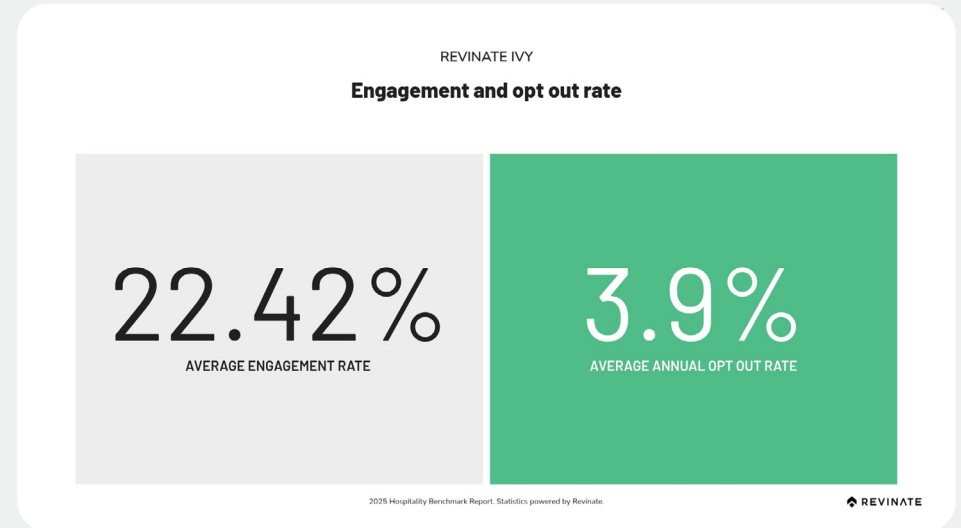 REVINATE IVY
Engagement and opt out rate
22.42%
AVERAGE ENGAGEMENT RATE
3.9%
AVERAGE ANNUAL OPT OUT RATE
2025 Hospitality Benchmark Report. Statistics powered by Revinate.
REVINATE